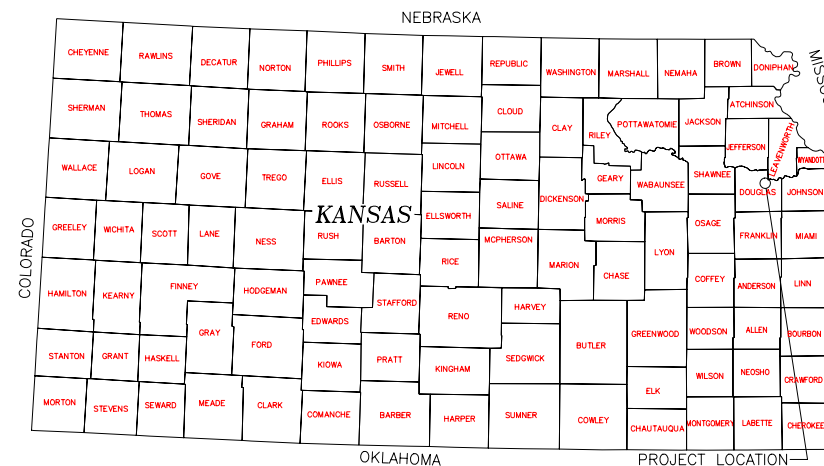 NEBRASKA
CHEYENNE
RAWLINS
DECATUR
NORTON
PHILLIPS
SMITH
JEWELL
REPUBLIC
WASHINGTON
MARSHALL
NEMAHA
BROWN
DONIPHAN
MISSO
SHERMAN
THOMAS
SHERIDAN
GRAHAM
ROOKS
OSBORNE
MITCHELL
CLOUD
CLAY
RILEY
POTTAWATOMIE
JACKSON
ATCHINSON
JEFFERSON
LEAVENWORTH
WYANDOTT
WALLACE
LOGAN
GOVE
TREGO
ELLIS
RUSSELL
LINCOLN
OTTAWA
DICKENSON
GEARY
WABAUNSEE
SHAWNEE
DOUGLAS
JOHNSON
KANSAS
ELLSWORTH
SALINE
MORRIS
COLORADO
GREELEY
WICHITA
SCOTT
LANE
NESS
RUSH
BARTON
RICE
MCPHERSON
MARION
CHASE
LYON
OSAGE
FRANKLIN
MIAMI
HAMILTON
KEARNY
FINNEY
HODGEMAN
PAWNEE
STAFFORD
EDWARDS
RENO
HARVEY
COFFEY
ANDERSON
LINN
STANTON
GRANT
HASKELL
GRAY
FORD
KIOWA
PRATT
KINGHAM
SEDGWICK
BUTLER
GREENWOOD
WOODSON
ALLEN
BOURBON
ELK
WILSON
NEOSHO
CRAWFORD
MORTON
STEVENS
SEWARD
MEADE
CLARK
COMANCHE
BARBER
HARPER
SUMNER
COWLEY
CHAUTAUQUA
MONTGOMERY
LABETTE
CHEROKEE
OKLAHOMA
PROJECT LOCATION